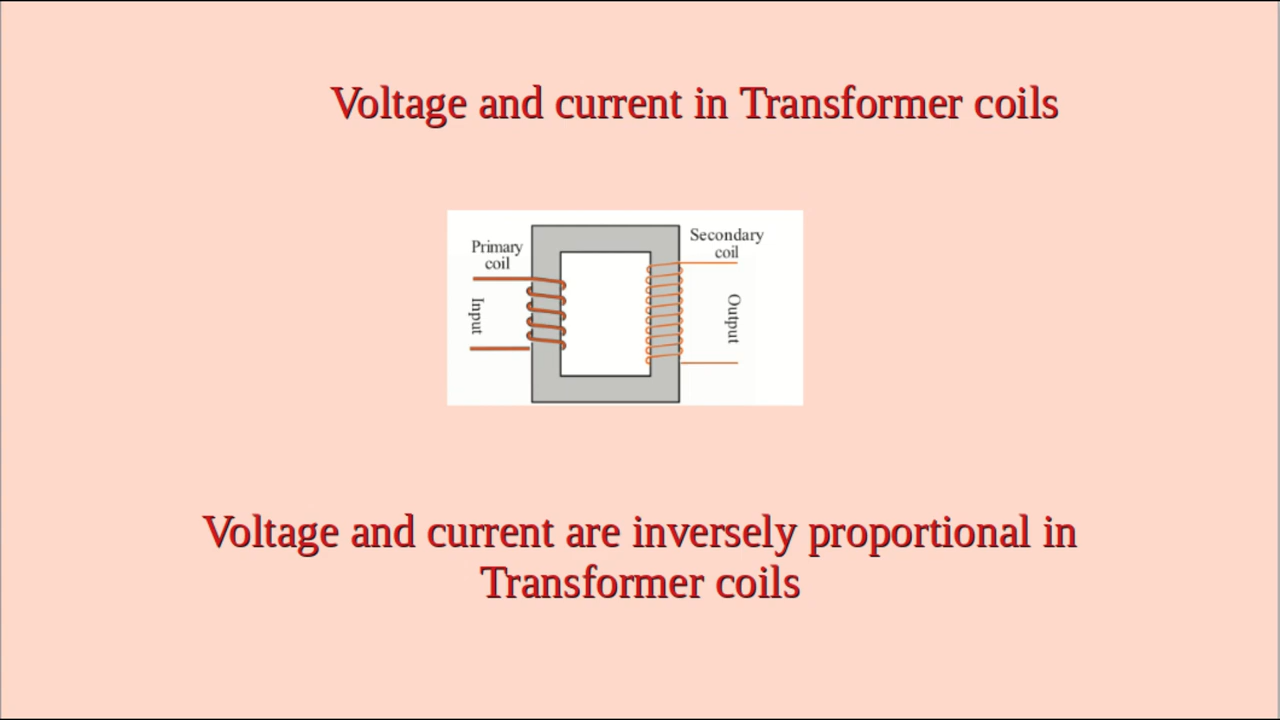 Voltage and current in Transformer coils
Primary
coil
Secondary
coil
Input
Output
Voltage and current are inversely proportional in
Transformer coils